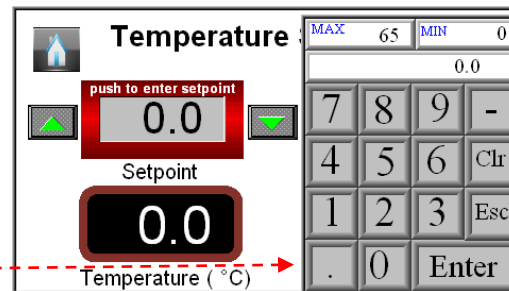 Temperature
MAX 65 MIN 0
0.0
push to enter setpoint
0.0
Setpoint
0.0
Temperature ( °C)
7 8 9 -
4 5 6 Clr
1 2 3 Esc
. 0 Enter